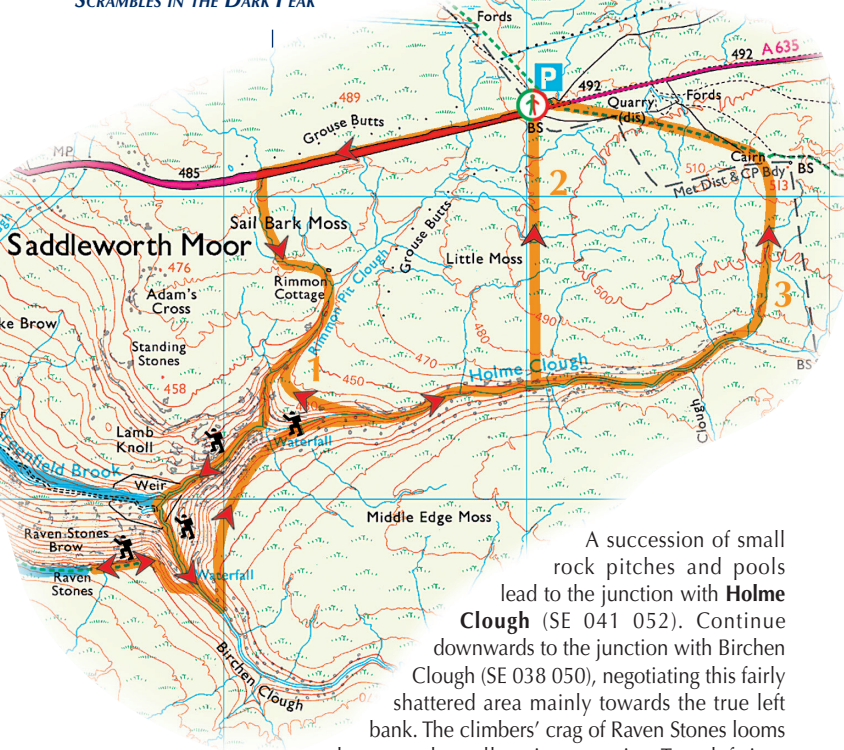 SCRAMBLES IN THE DARK PEAK
Fords
P
492
A 635
492
Quarry
(dis)
Fords
BS
489
Grouse Butts
MP
485
Cairn
BS
510
Met Dist & CP Bdy
513
2
Sail Bark Moss
Saddleworth Moor
476
Grouse Butts
Little Moss
Rimmon
Cottage
Rimmon Pit Clough
Adam's
Cross
500
490
480
3
ke Brow
Standing
Stones
458
470
450
Holme Clough
1
BS
Clough
Waterfall
Lamb
Knoll
eenfield Brook
Weir
Middle Edge Moss
Raven Stones
Brow
Raven
Stones
Waterfall
Birchen Clough
A succession of small
rock pitches and pools
lead to the junction with Holme
Clough (SE 041 052). Continue
downwards to the junction with Birchen
Clough (SE 038 050), negotiating this fairly
shattered area mainly towards the true left
bank. The climbers' crag of Raven Stones looms